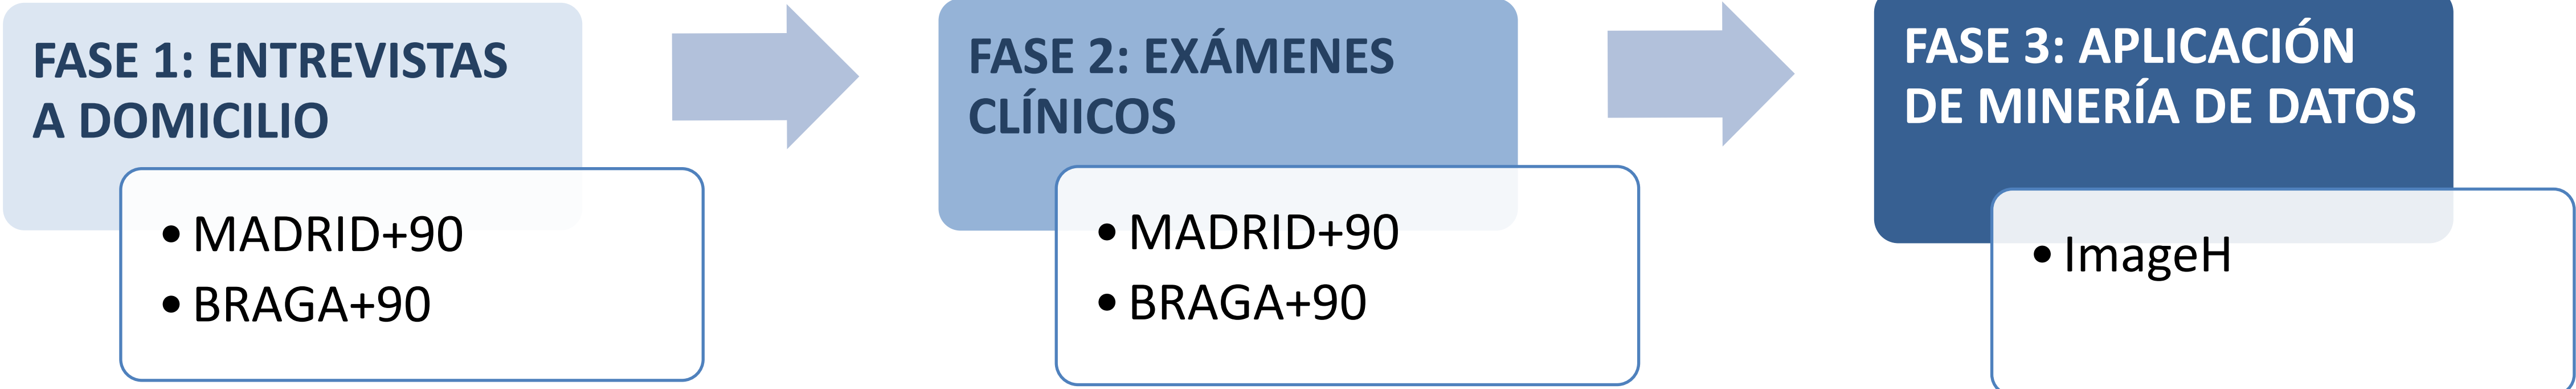 FASE 1: ENTREVISTAS
A DOMICILIO
• MADRID+90
• BRAGA+90
FASE 2: EXÁMENES
CLÍNICOS
• MADRID+90
• BRAGA+90
FASE 3: APLICACIÓN
DE MINERÍA DE DATOS
• ImageH